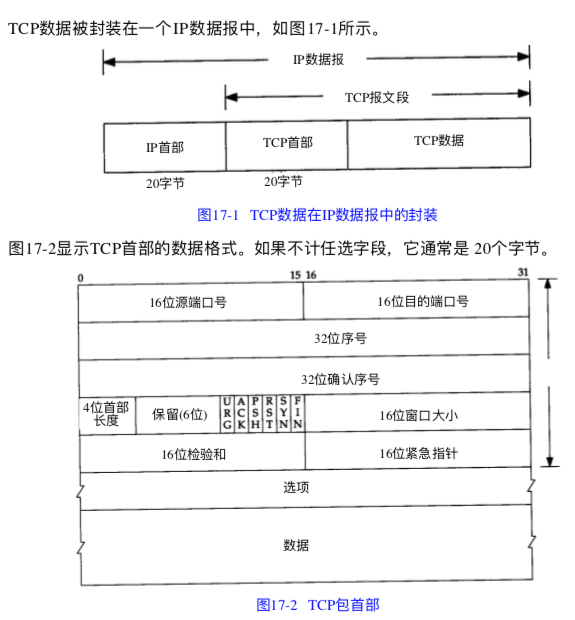 TCP数据被封装在一个IP数据报中，如图17-1所示。
IP数据报
TCP报文段
IP首部
TCP首部
TCP数据
20字节
20字节
图17-1 TCP数据在IP数据报中的封装
图17-2显示TCP首部的数据格式。如果不计任选字段，它通常是 20个字节。
0
15 16
31
16位源端口号
16位目的端口号
32位序号
32位确认序号
4位首部
长度
保留(6位)
URG
ACK
PSH
RST
SYN
FIN
16位窗口大小
16位检验和
16位紧急指针
选项
数据
图17-2 TCP包首部